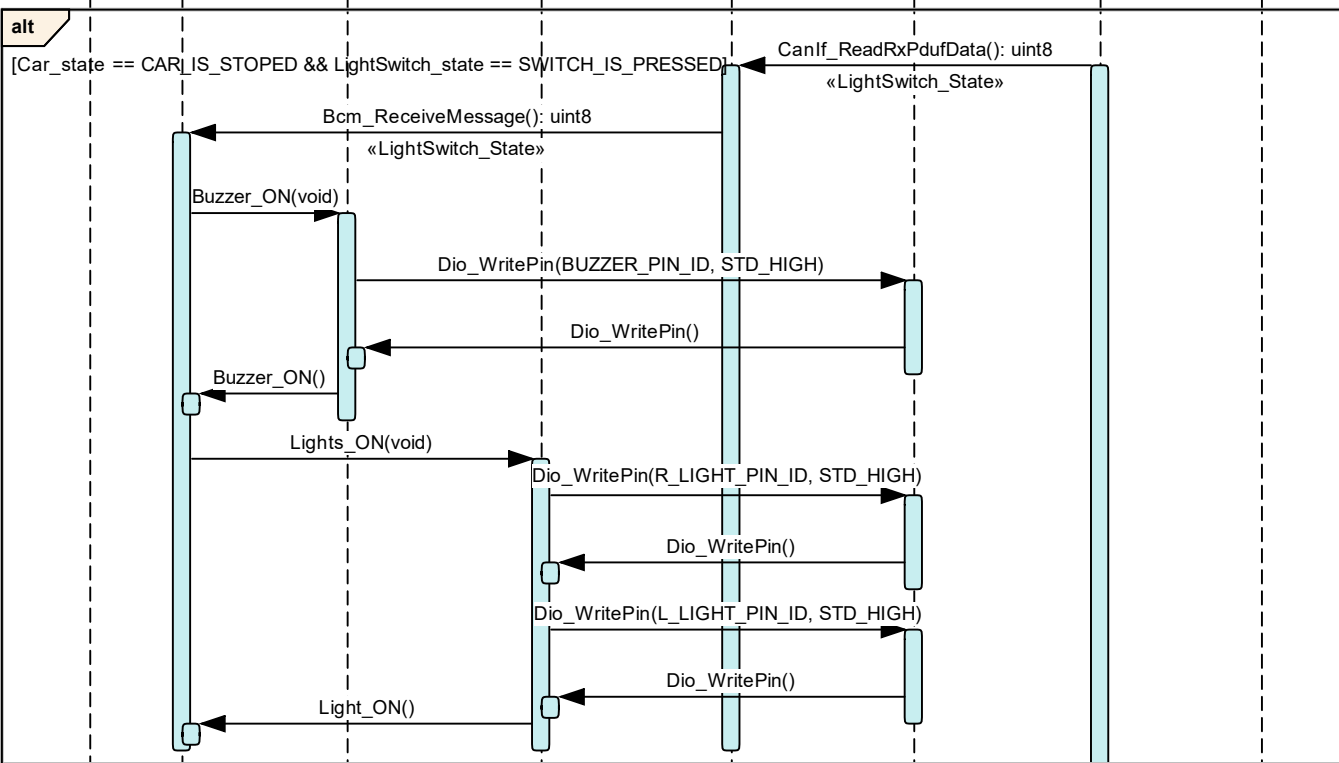 alt
CanIf_ReadRxPdufData(): uint8
[Car_state == CAR_IS_STOPED && LightSwitch_state == SWITCH_IS_PRESSED]
«LightSwitch_State»
Bcm_ReceiveMessage(): uint8
«LightSwitch_State»
Buzzer_ON(void)
Dio_WritePin(BUZZER_PIN_ID, STD_HIGH)
Dio_WritePin()
Buzzer_ON()
Lights_ON(void)
Dio_WritePin(R_LIGHT_PIN_ID, STD_HIGH)
Dio_WritePin()
Dio_WritePin(L_LIGHT_PIN_ID, STD_HIGH)
Dio_WritePin()
Light_ON()